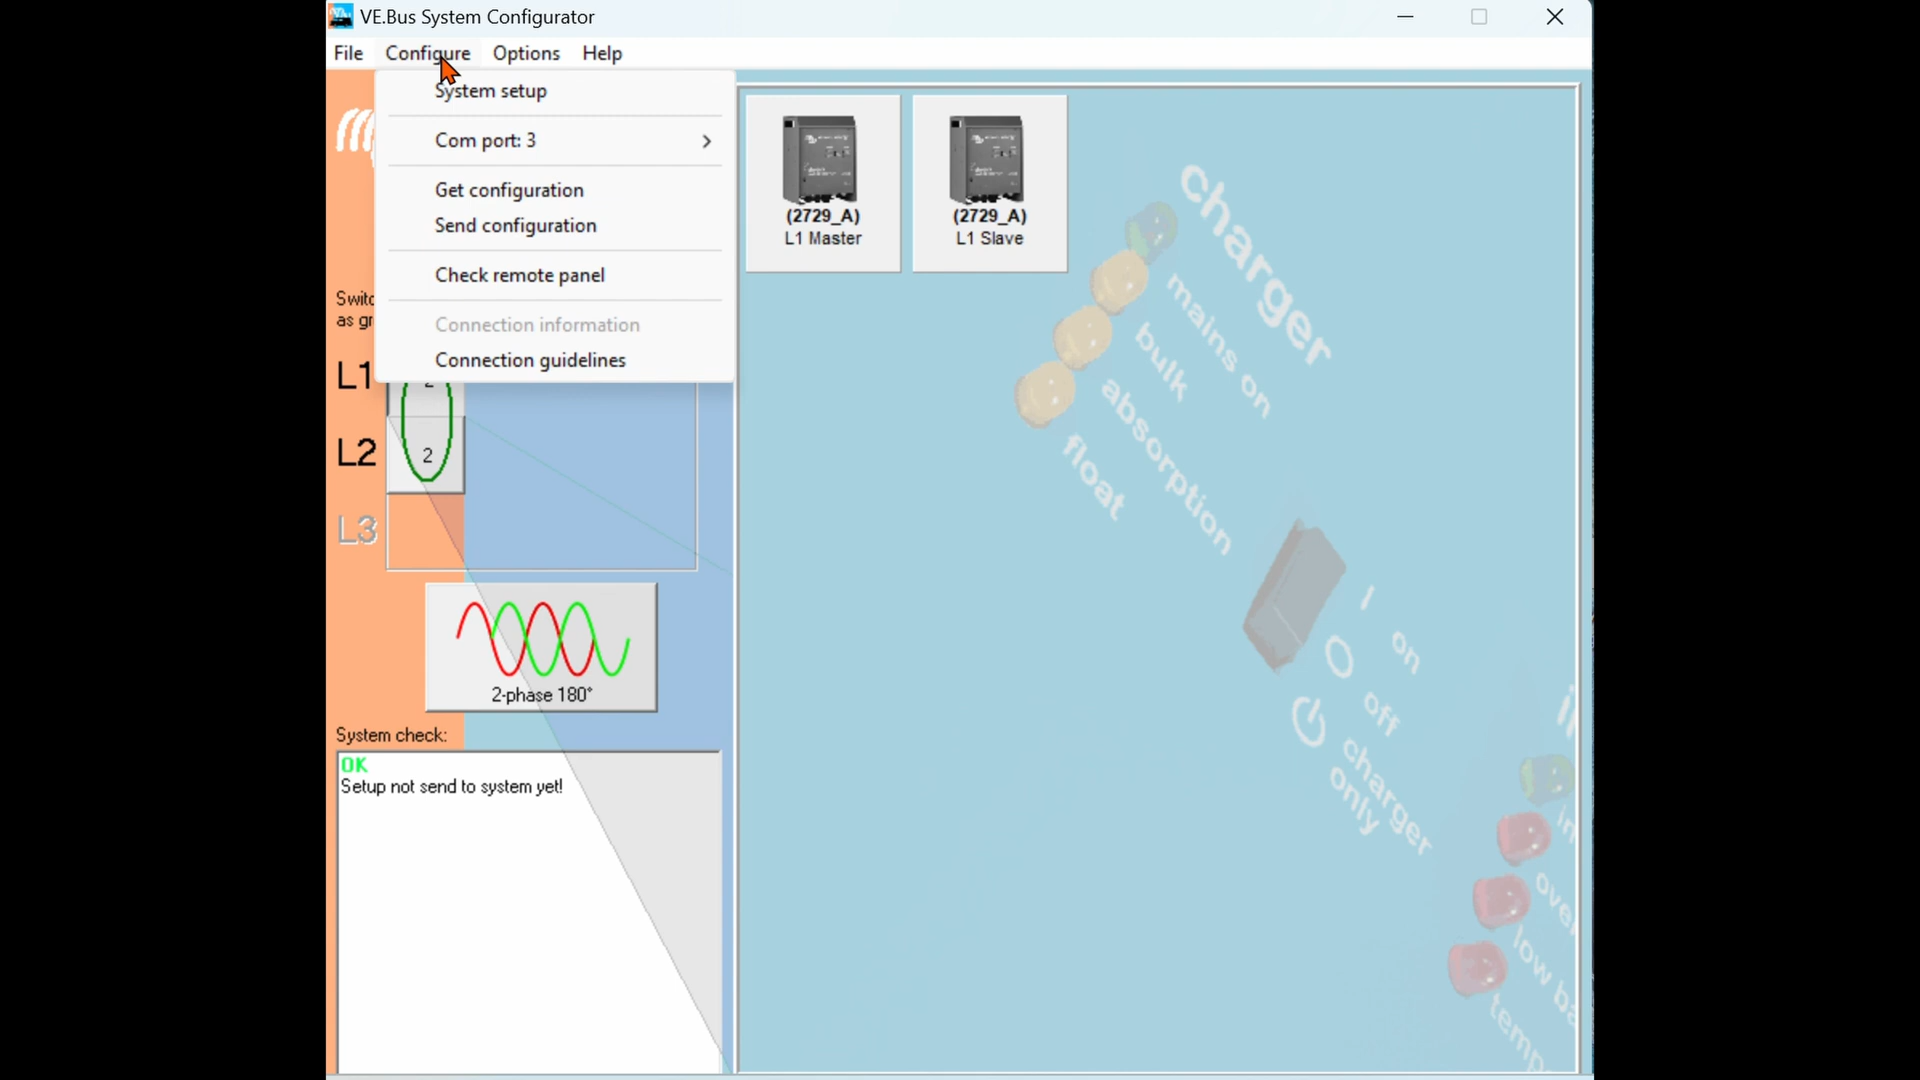 VE.Bus System Configurator
File Configure Options Help
System setup
Com port: 3
Get configuration
Send configuration
Check remote panel
Connection information
Connection guidelines
(2729_A)
L1 Master
(2729_A)
L1 Slave
as
L1
L2
2
L3
2-phase 180°
System check:
OK
Setup not send to system yet!
charger
mains on
bulk
absorption
float
I on
O off
charger
only